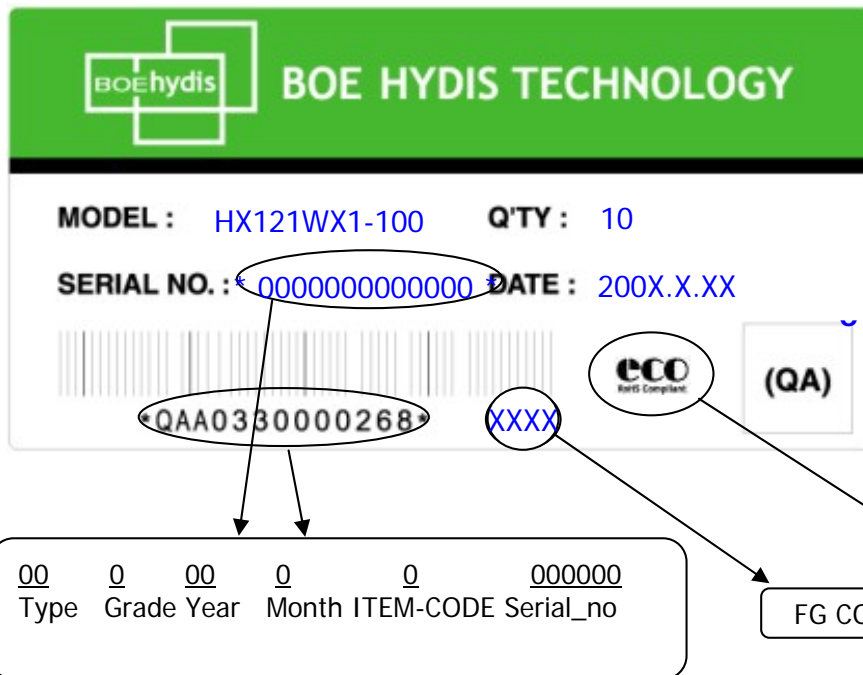 BOEhydis BOE HYDIS TECHNOLOGY
MODEL : HX121WX1-100 Q'TY : 10
SERIAL NO. : * 0000000000000 * DATE : 200X.X.XX
eco
RoHS Compliant
(QA)
*QAA0330000268* XXXX
00 0 00 0 0 000000
Type Grade Year Month ITEM-CODE Serial_no
FG CO